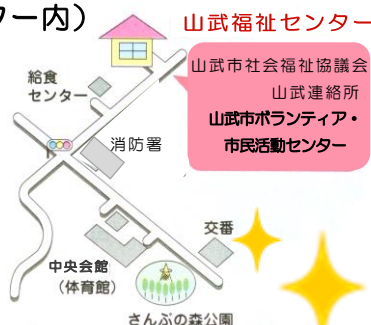 ター内）
山武福祉センター
山武市社会福祉協議会
山武連絡所
山武市ボランティア・
市民活動センター
給食
センター
消防署
交番
中央会館
（体育館）
さんぶの森公園